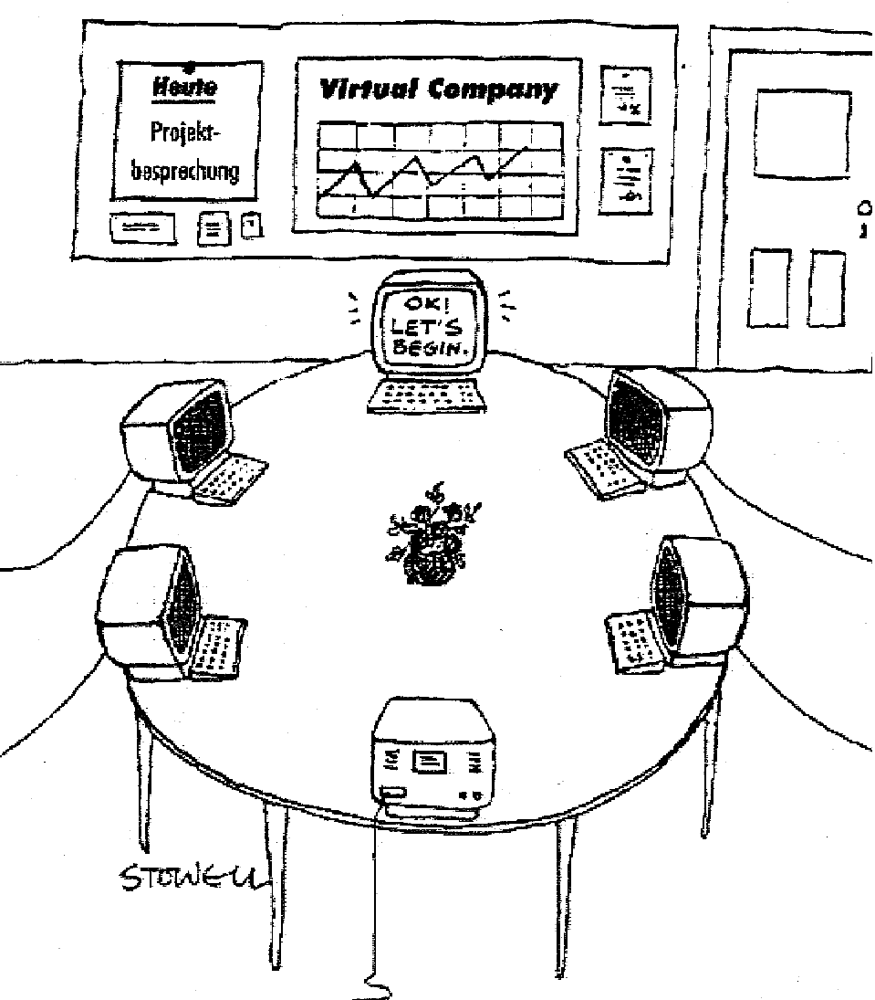 Heute
Projekt-
besprechung
Virtual Company
OK!
LET'S
BEGIN.
STOWELL